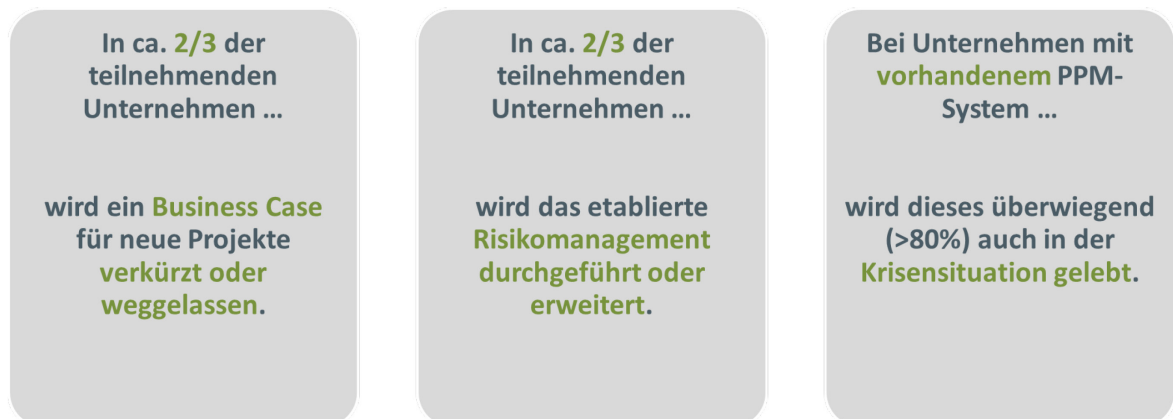 In ca. 2/3 der
teilnehmenden
Unternehmen ...
wird ein Business Case
für neue Projekte
verkürzt oder
weggelassen.
In ca. 2/3 der
teilnehmenden
Unternehmen ...
wird das etablierte
Risikomanagement
durchgeführt oder
erweitert.
Bei Unternehmen mit
vorhandenem PPM-
System ...
wird dieses überwiegend
(>80%) auch in der
Krisensituation gelebt.